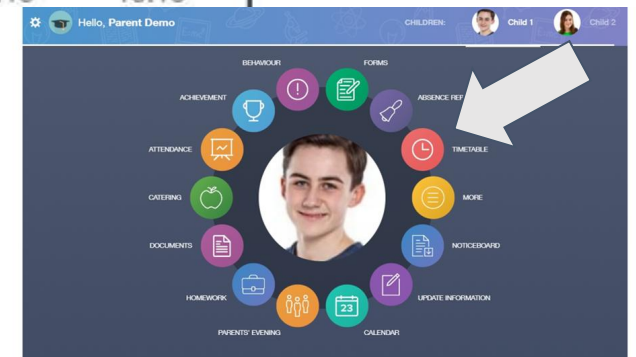 Hello, Parent Demo
CHILDREN:
Child 1
Child 2
BEHAVIOUR
FORMS
ACHIEVEMENT
ABSENCE
ATTENDANCE
TIMETABLE
CATERING
MORE
DOCUMENTS
NOTICEBOARD
HOMEWORK
UPDATE INFORMATION
23
PARENTS' EVENING
CALENDAR